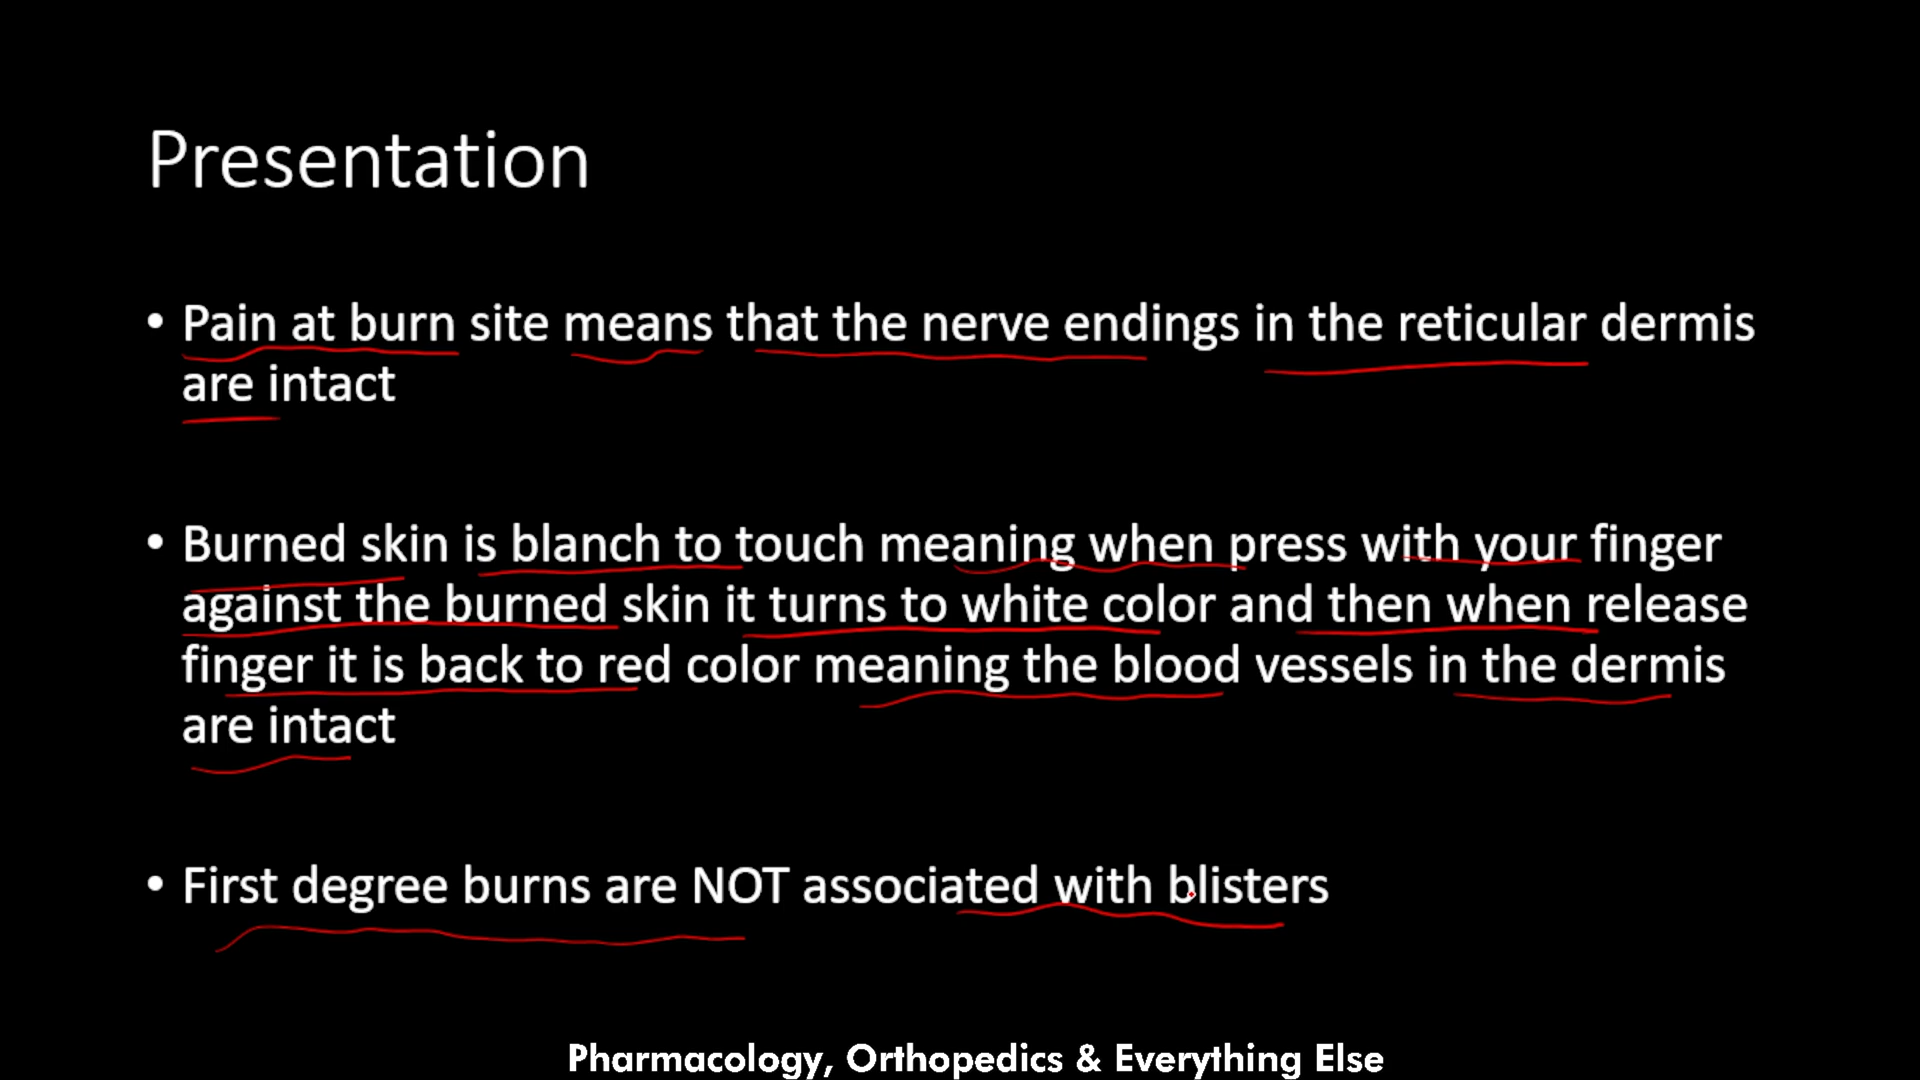 Presentation
• Pain at burn site means that the nerve endings in the reticular dermis
are intact
• Burned skin is blanch to touch meaning when press with your finger
against the burned skin it turns to white color and then when release
finger it is back to red color meaning the blood vessels in the dermis
are intact
• First degree burns are NOT associated with blisters
Pharmacology, Orthopedics & Everything Else